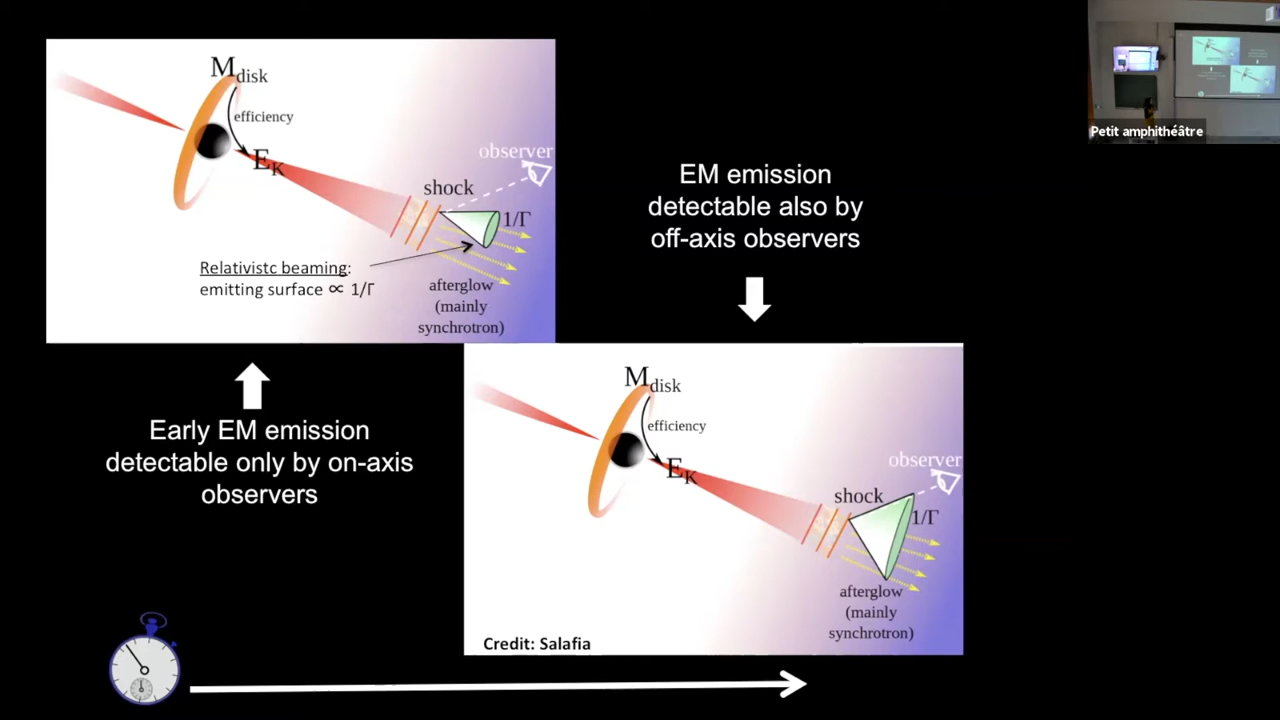 M_disk
efficiency
E_K
observer
shock
1/Γ
Relativistc beaming:
emitting surface ∝ 1/Γ
afterglow
(mainly
synchrotron)
Early EM emission
detectable only by on-axis
observers
EM emission
detectable also by
off-axis observers
M_disk
efficiency
E_K
observer
shock
1/Γ
afterglow
(mainly
synchrotron)
Credit: Salafia
Petit amphithéâtre